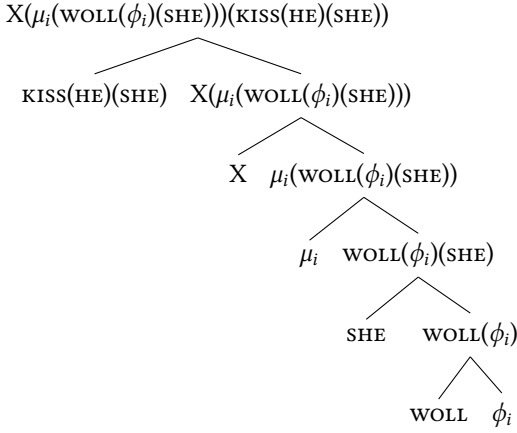 X(μᵢ(WOLL(ϕᵢ)(SHE)))(KISS(HE)(SHE))
KISS(HE)(SHE) X(μᵢ(WOLL(ϕᵢ)(SHE)))
X μᵢ(WOLL(ϕᵢ)(SHE))
μᵢ WOLL(ϕᵢ)(SHE)
SHE WOLL(ϕᵢ)
WOLL ϕᵢ